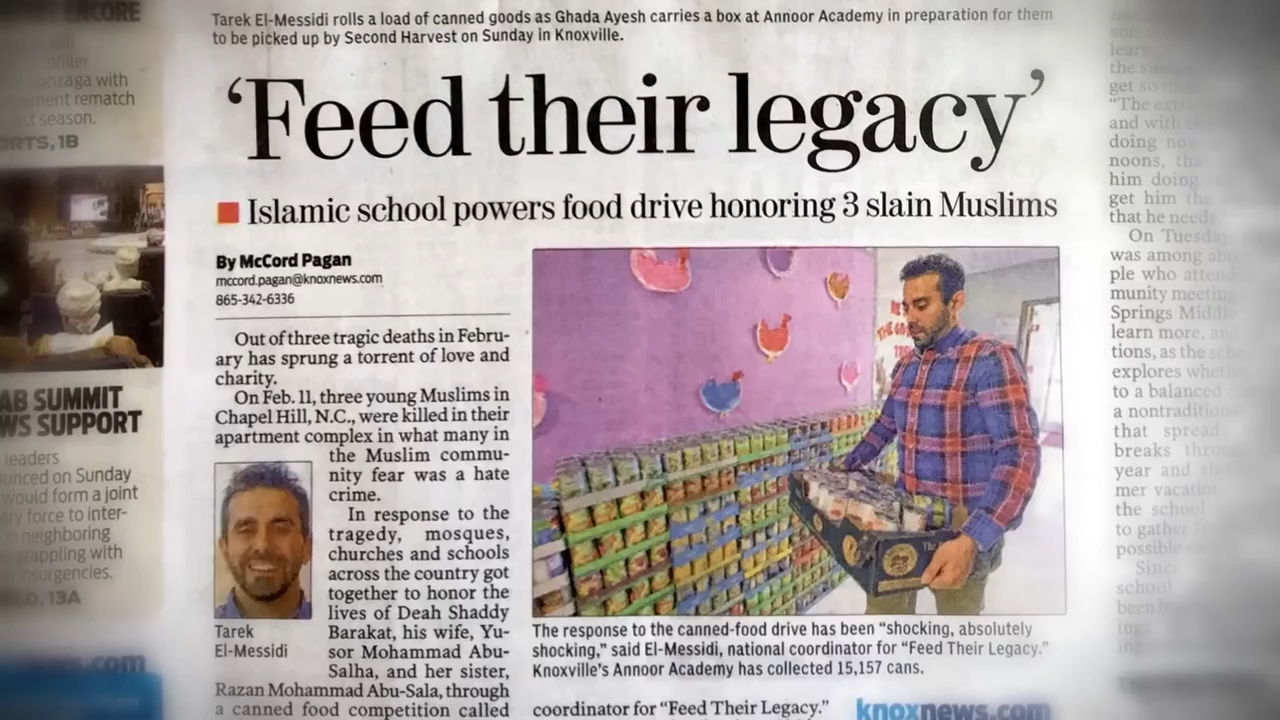 Tarek El-Messidi rolls a load of canned goods as Ghada Ayesh carries a box at Annoor Academy in preparation for them
to be picked up by Second Harvest on Sunday in Knoxville.
‘Feed their legacy’
Islamic school powers food drive honoring 3 slain Muslims
By McCord Pagan
mccord.pagan@knoxnews.com
865-342-6336
Out of three tragic deaths in Febru-
ary has sprung a torrent of love and
charity.
On Feb. 11, three young Muslims in
Chapel Hill, N.C., were killed in their
apartment complex in what many in
the Muslim commu-
nity fear was a hate
crime.
In response to the
tragedy, mosques,
churches and schools
across the country got
together to honor the
lives of Deah Shaddy
Barakat, his wife, Yu-
sor Mohammad Abu-
Salha, and her sister,
Razan Mohammad Abu-Sala, through
a canned food competition called
Tarek
El-Messidi
The response to the canned-food drive has been “shocking, absolutely
shocking,” said El-Messidi, national coordinator for “Feed Their Legacy.”
Knoxville's Annoor Academy has collected 15,157 cans.
coordinator for “Feed Their Legacy.”
knoxnews.com
ENCORE
with
rematch
season.
1B
AB SUMMIT
WS SUPPORT
leaders
on Sunday
would form a joint
force to inter-
neighboring
grappling with
insurgencies.
13A
.com
learn
the
get so
“The
and with
doing
noons,
him doing
get him the
that he needs
On Tuesday
was among
ple who
munity meeting
Springs
learn more,
tions, as the
explores
to a balanced
a
that spread
breaks
year and
mer
the school
to gather
possible
Since
school
been